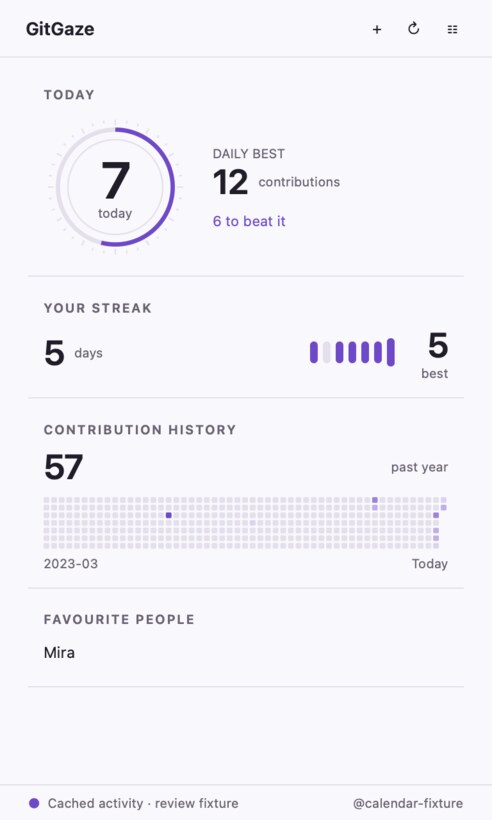 GitGaze
TODAY
7
today
DAILY BEST
12 contributions
6 to beat it
YOUR STREAK
5 days
5
best
CONTRIBUTION HISTORY
57
past year
2023-03
Today
FAVOURITE PEOPLE
Mira
Cached activity · review fixture
@calendar-fixture